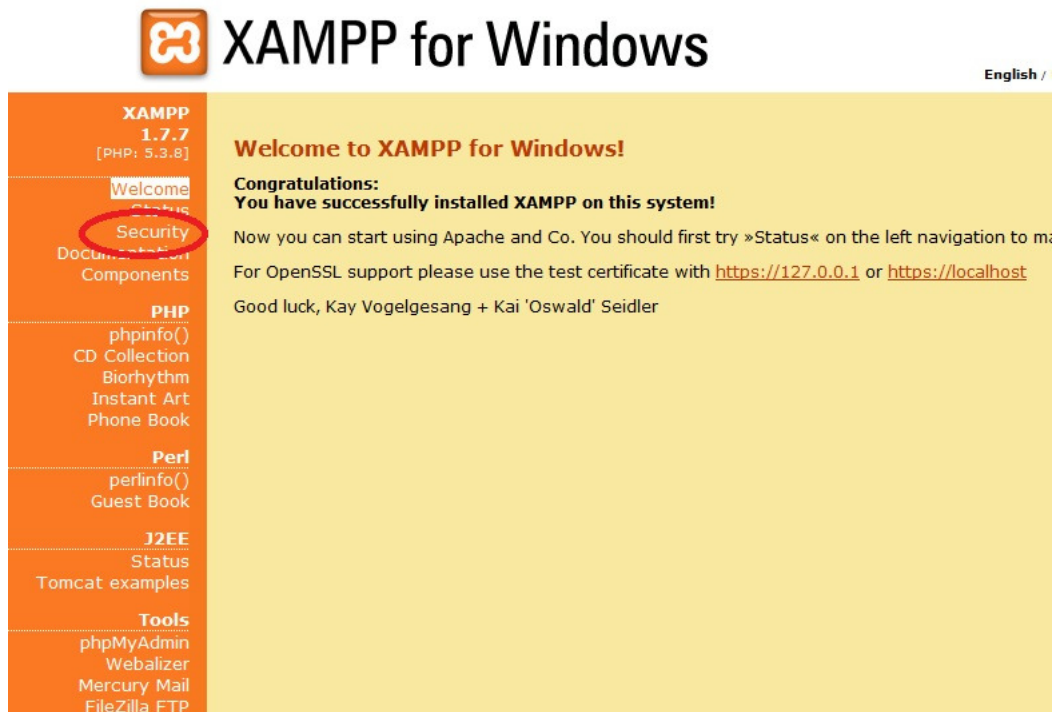 XAMPP for Windows
English /
XAMPP
1.7.7
[PHP: 5.3.8]
Welcome
Status
Security
Documentation
Components
PHP
phpinfo()
CD Collection
Biorhythm
Instant Art
Phone Book
Perl
perlinfo()
Guest Book
J2EE
Status
Tomcat examples
Tools
phpMyAdmin
Webalizer
Mercury Mail
FileZilla FTP
Welcome to XAMPP for Windows!
Congratulations:
You have successfully installed XAMPP on this system!
Now you can start using Apache and Co. You should first try »Status« on the left navigation to
For OpenSSL support please use the test certificate with https://127.0.0.1 or https://localhost
Good luck, Kay Vogelgesang + Kai 'Oswald' Seidler